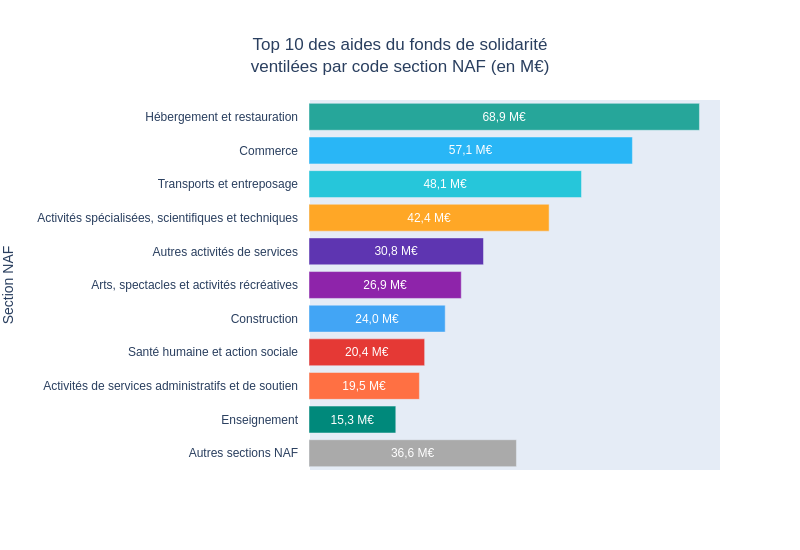 Top 10 des aides du fonds de solidarité
ventilées par code section NAF (en M€)
Section NAF
Hébergement et restauration 68,9 M€
Commerce 57,1 M€
Transports et entreposage 48,1 M€
Activités spécialisées, scientifiques et techniques 42,4 M€
Autres activités de services 30,8 M€
Arts, spectacles et activités récréatives 26,9 M€
Construction 24,0 M€
Santé humaine et action sociale 20,4 M€
Activités de services administratifs et de soutien 19,5 M€
Enseignement 15,3 M€
Autres sections NAF 36,6 M€